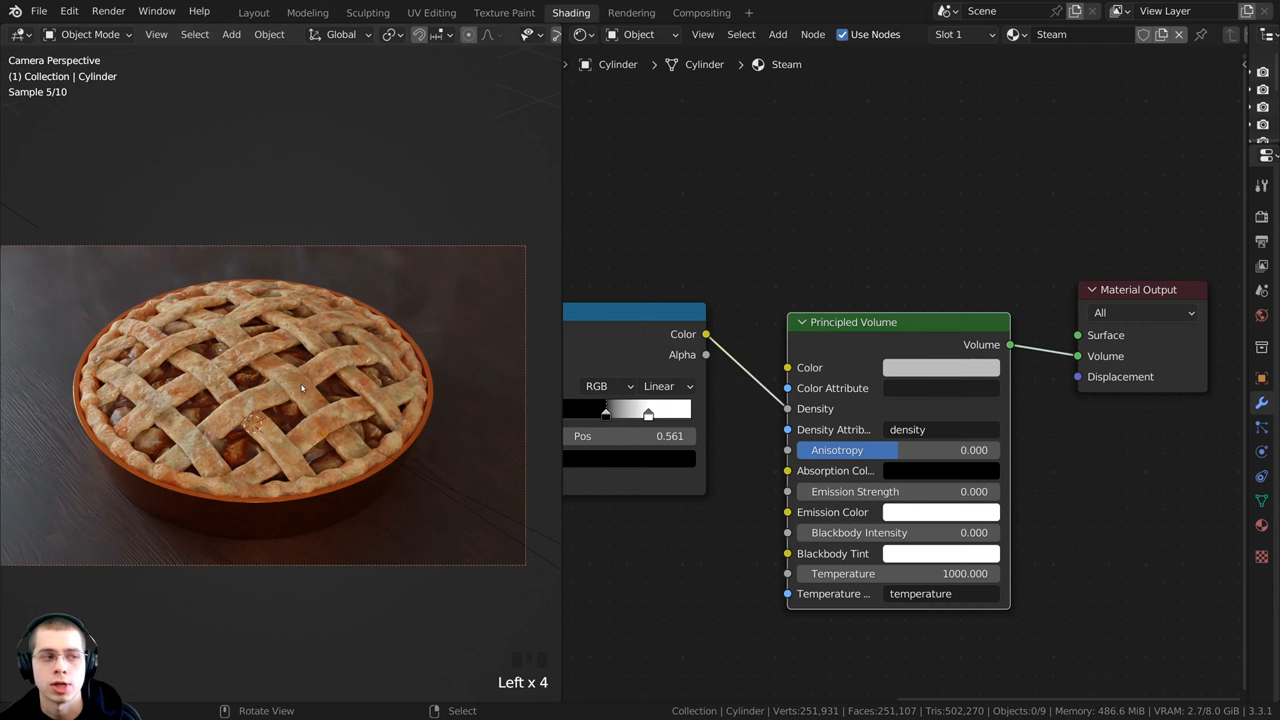 File Edit Render Window Help Layout Modeling Sculpting UV Editing Texture Paint Shading Rendering Compositing + Scene View Layer
Object Mode View Select Add Object Global Object View Select Add Node Use Nodes Slot 1 Steam
Camera Perspective
(1) Collection | Cylinder
Sample 5/10
Cylinder > Cylinder > Steam
Color
Alpha
RGB Linear
Pos 0.561
Principled Volume
Volume
Color
Color Attribute
Density
Density Attrib... density
Anisotropy 0.000
Absorption Col...
Emission Strength 0.000
Emission Color
Blackbody Intensity 0.000
Blackbody Tint
Temperature 1000.000
Temperature ... temperature
Material Output
All
Surface
Volume
Displacement
Left x 4
Rotate View Select Collection | Cylinder | Verts:251,931 | Faces:251,107 | Tris:502,270 | Objects:0/9 | Memory: 486.6 MiB | VRAM: 2.7/8.0 GiB | 3.3.1